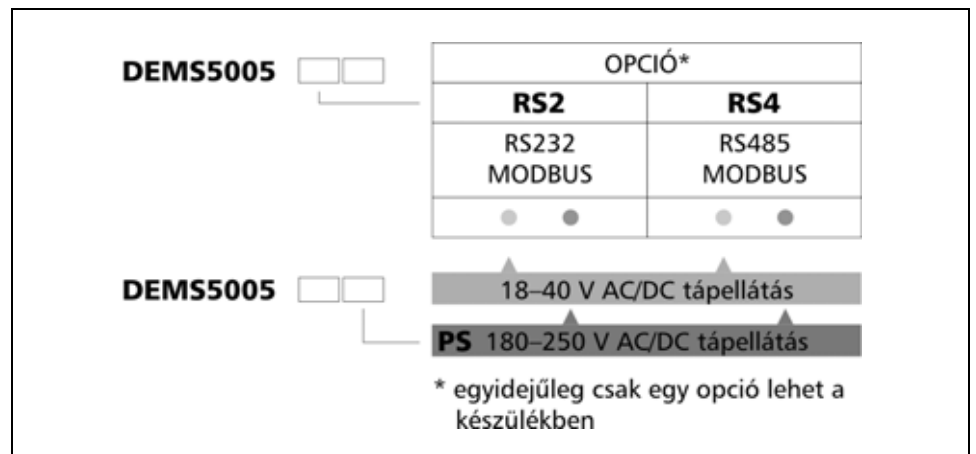 DEMS5005
OPCIÓ*
RS2 RS4
RS232 RS485
MODBUS MODBUS
DEMS5005
18–40 V AC/DC tápellátás
PS 180–250 V AC/DC tápellátás
* egyidejűleg csak egy opció lehet a
készülékben